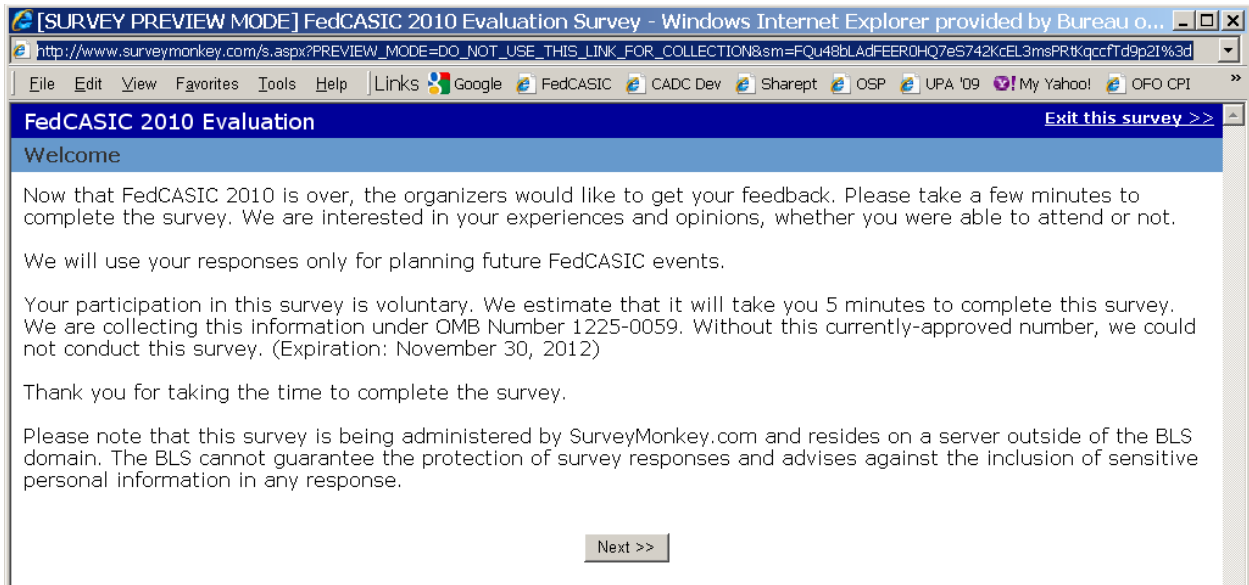 [SURVEY PREVIEW MODE] FedCASIC 2010 Evaluation Survey - Windows Internet Explorer provided by Bureau o...
http://www.surveymonkey.com/s.aspx?PREVIEW_MODE=DO_NOT_USE_THIS_LINK_FOR_COLLECTION&sm=FQu48bLAdFEER0HQ7eS742KcEL3msPRtKqccfTd9p2I%3d
File Edit View Favorites Tools Help Links Google FedCASIC CADC Dev Sharept OSP UPA '09 My Yahoo! OFO CPI »
FedCASIC 2010 Evaluation Exit this survey >>
Welcome
Now that FedCASIC 2010 is over, the organizers would like to get your feedback. Please take a few minutes to
complete the survey. We are interested in your experiences and opinions, whether you were able to attend or not.
We will use your responses only for planning future FedCASIC events.
Your participation in this survey is voluntary. We estimate that it will take you 5 minutes to complete this survey.
We are collecting this information under OMB Number 1225-0059. Without this currently-approved number, we could
not conduct this survey. (Expiration: November 30, 2012)
Thank you for taking the time to complete the survey.
Please note that this survey is being administered by SurveyMonkey.com and resides on a server outside of the BLS
domain. The BLS cannot guarantee the protection of survey responses and advises against the inclusion of sensitive
personal information in any response.
Next >>